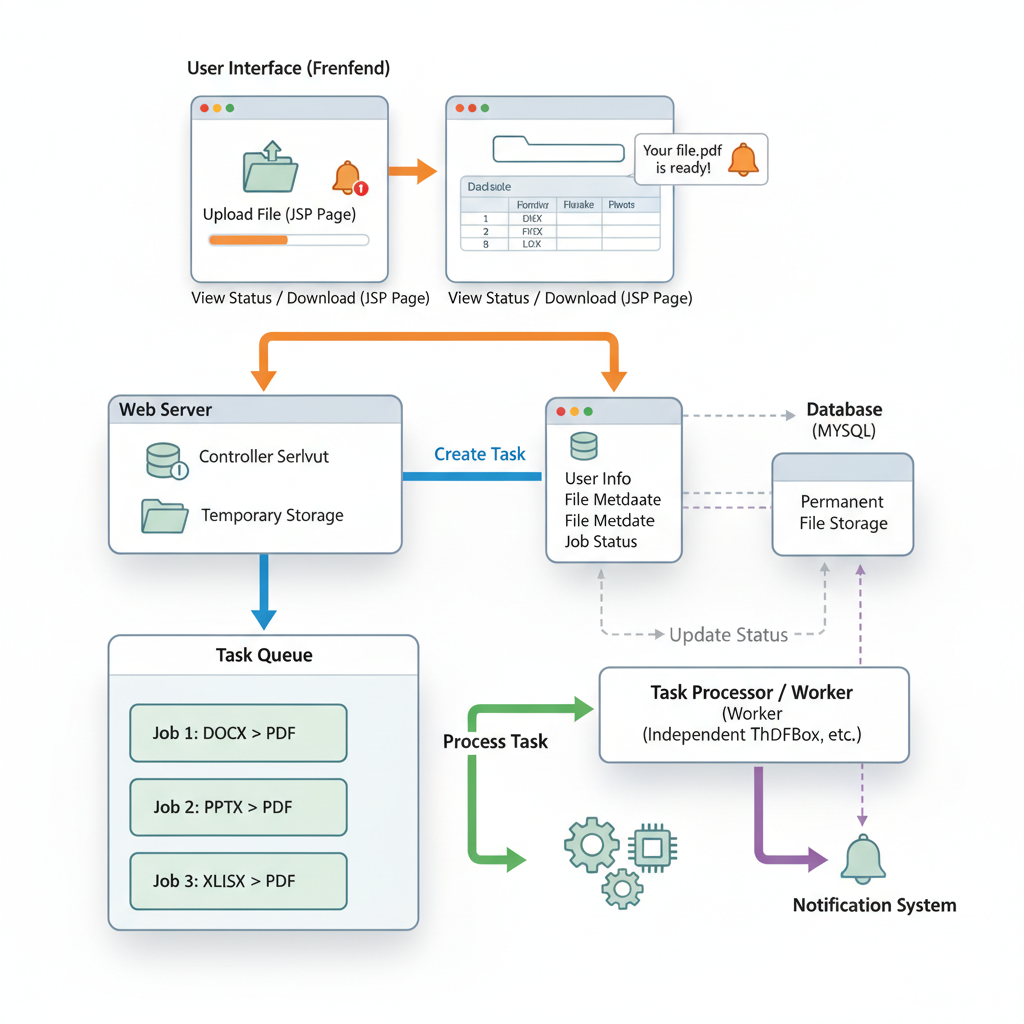 User Interface (Frenfend)
Upload File (JSP Page)
Your file.pdf
is ready!
Dadsiote
Fomdivr Flusake Plwots
1 DIEX
2 FYEX
8 LOX
View Status / Download (JSP Page)
View Status / Download (JSP Page)
Web Server
Controller Serlvut
Temporary Storage
Create Task
User Info
File Metdaate
File Metdate
Job Status
Database
(MYSQL)
Permanent
File Storage
Update Status
Task Queue
Job 1: DOCX > PDF
Job 2: PPTX > PDF
Job 3: XLISX > PDF
Process Task
Task Processor / Worker
(Worker
(Independent ThDFBox, etc.)
Notification System